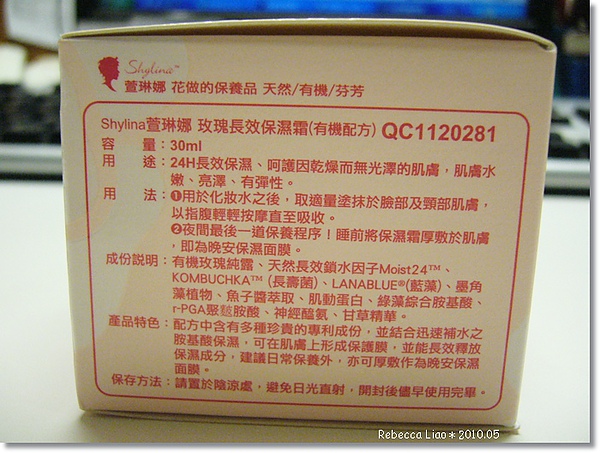 Shylina™
萱琳娜 花做的保養品 天然/有機/芬芳
Shylina萱琳娜 玫瑰長效保濕霜(有機配方) QC1120281
容 量：30ml
用 途：24H長效保濕、呵護因乾燥而無光澤的肌膚，肌膚水
嫩、亮澤、有彈性。
用 法：❶用於化妝水之後，取適量塗抹於臉部及頸部肌膚，
以指腹輕輕按摩直至吸收。
❷夜間最後一道保養程序！睡前將保濕霜厚敷於肌膚
，即為晚安保濕面膜。
成份說明：有機玫瑰純露、天然長效鎖水因子Moist24™、
KOMBUCHKA™ (長壽菌)、LANABLUE®(藍藻)、墨角
藻植物、魚子醬萃取、肌動蛋白、綠藻綜合胺基酸、
r-PGA聚麩胺酸、神經醯氨、甘草精華。
產品特色：配方中含有多種珍貴的專利成份，並結合迅速補水之
胺基酸保濕，可在肌膚上形成保護膜，並能長效釋放
保濕成分，建議日常保養外，亦可厚敷作為晚安保濕
面膜。
保存方法：請置於陰涼處，避免日光直射，開封後儘早使用完畢。
Rebecca Liao＊2010.05